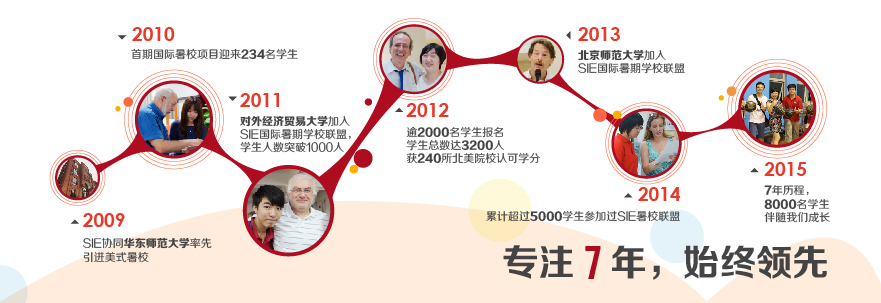 2009
SIE协同华东师范大学率先
引进美式暑校
2010
首期国际暑校项目迎来234名学生
2011
对外经济贸易大学加入
SIE国际暑期学校联盟，
学生人数突破1000人
2012
逾2000名学生报名
学生总数达3200人
获240所北美院校认可学分
2013
北京师范大学加入
SIE国际暑期学校联盟
2014
累计超过5000学生参加过SIE暑校联盟
2015
7年历程，
8000名学生
伴随我们成长
专注7年，始终领先